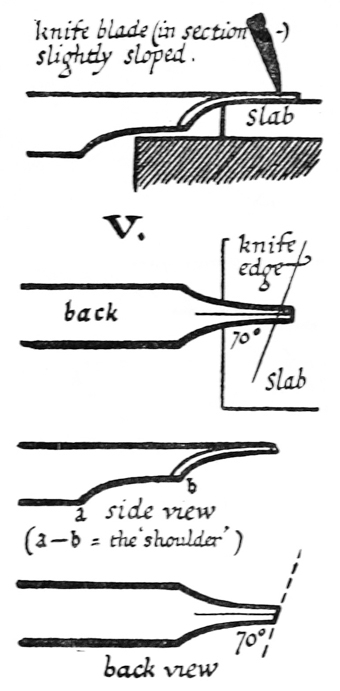 knife blade (in section -)
slightly sloped.
slab
V.
knife
edge
back
70°
slab
b
a side view
(a–b = the 'shoulder')
70°
back view